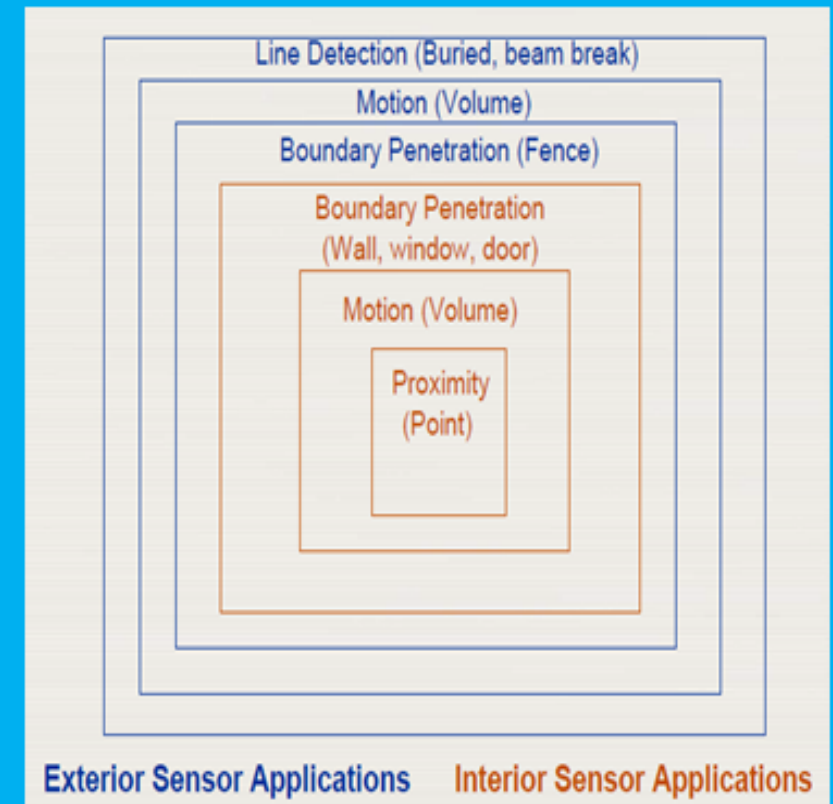 Line Detection (Buried, beam break)
Motion (Volume)
Boundary Penetration (Fence)
Boundary Penetration
(Wall, window, door)
Motion (Volume)
Proximity
(Point)
Exterior Sensor Applications Interior Sensor Applications